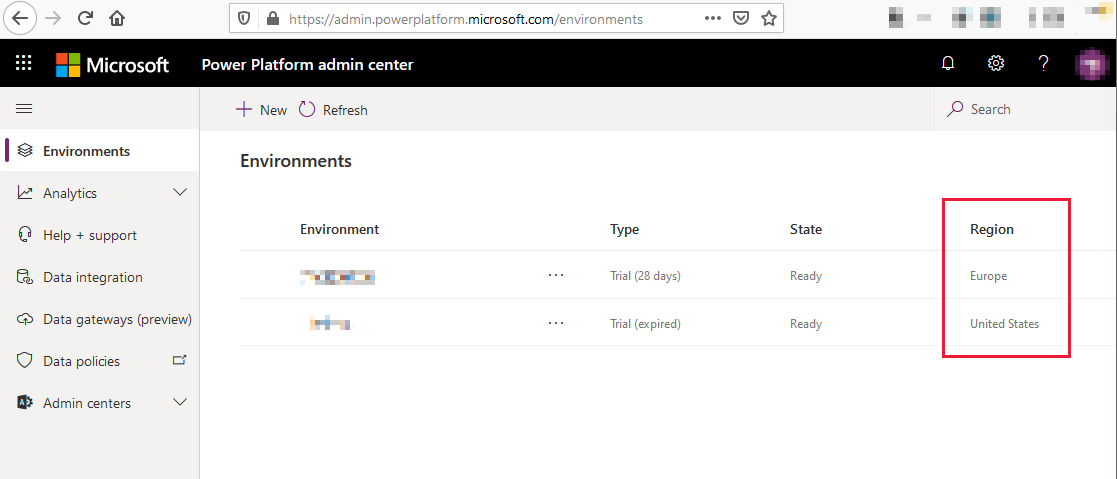 https://admin.powerplatform.microsoft.com/environments
Microsoft Power Platform admin center
New Refresh Search
Environments
Analytics
Help + support
Data integration
Data gateways (preview)
Data policies
Admin centers
Environments
Environment Type State Region
Trial (28 days) Ready Europe
Trial (expired) Ready United States